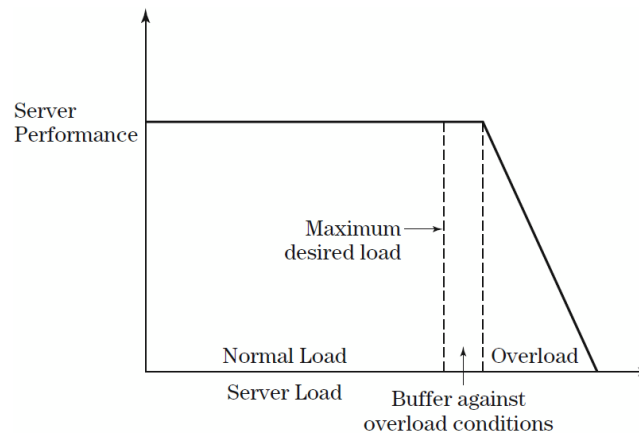 Server
Performance
Maximum
desired load
Normal Load
Overload
Server Load
Buffer against
overload conditions